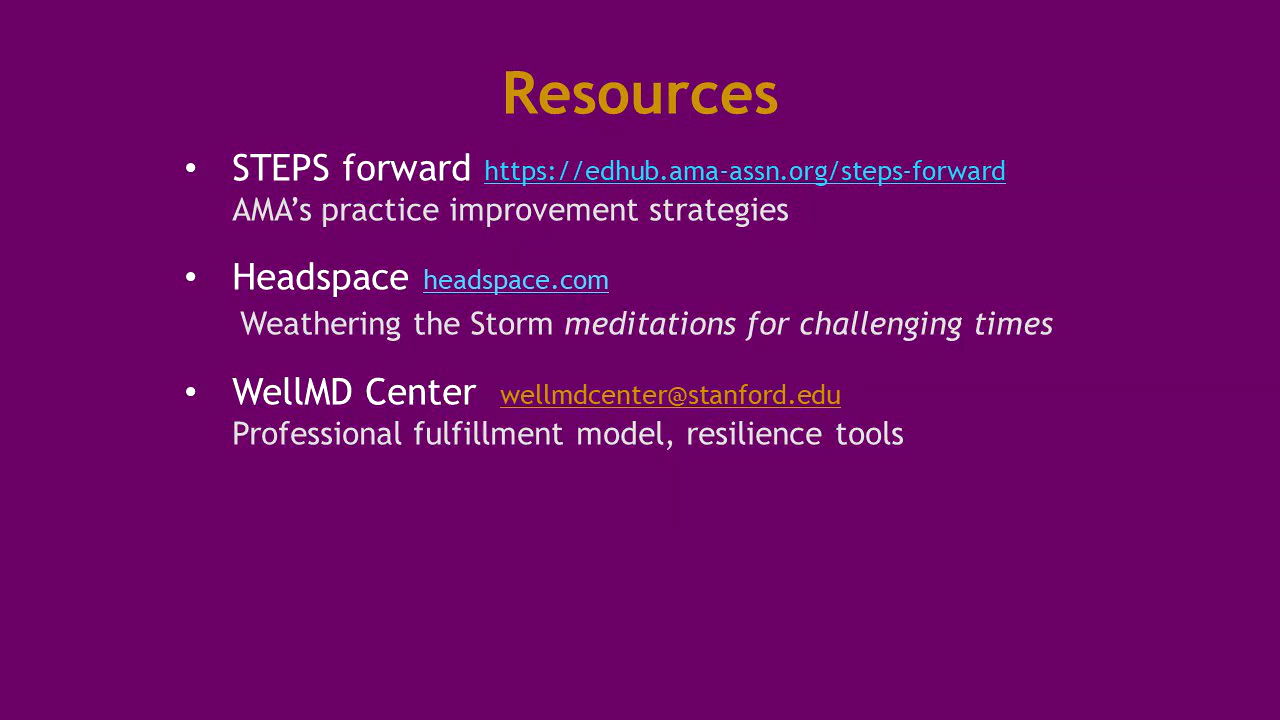 Resources
• STEPS forward https://edhub.ama-assn.org/steps-forward
AMA’s practice improvement strategies
• Headspace headspace.com
Weathering the Storm meditations for challenging times
• WellMD Center wellmdcenter@stanford.edu
Professional fulfillment model, resilience tools